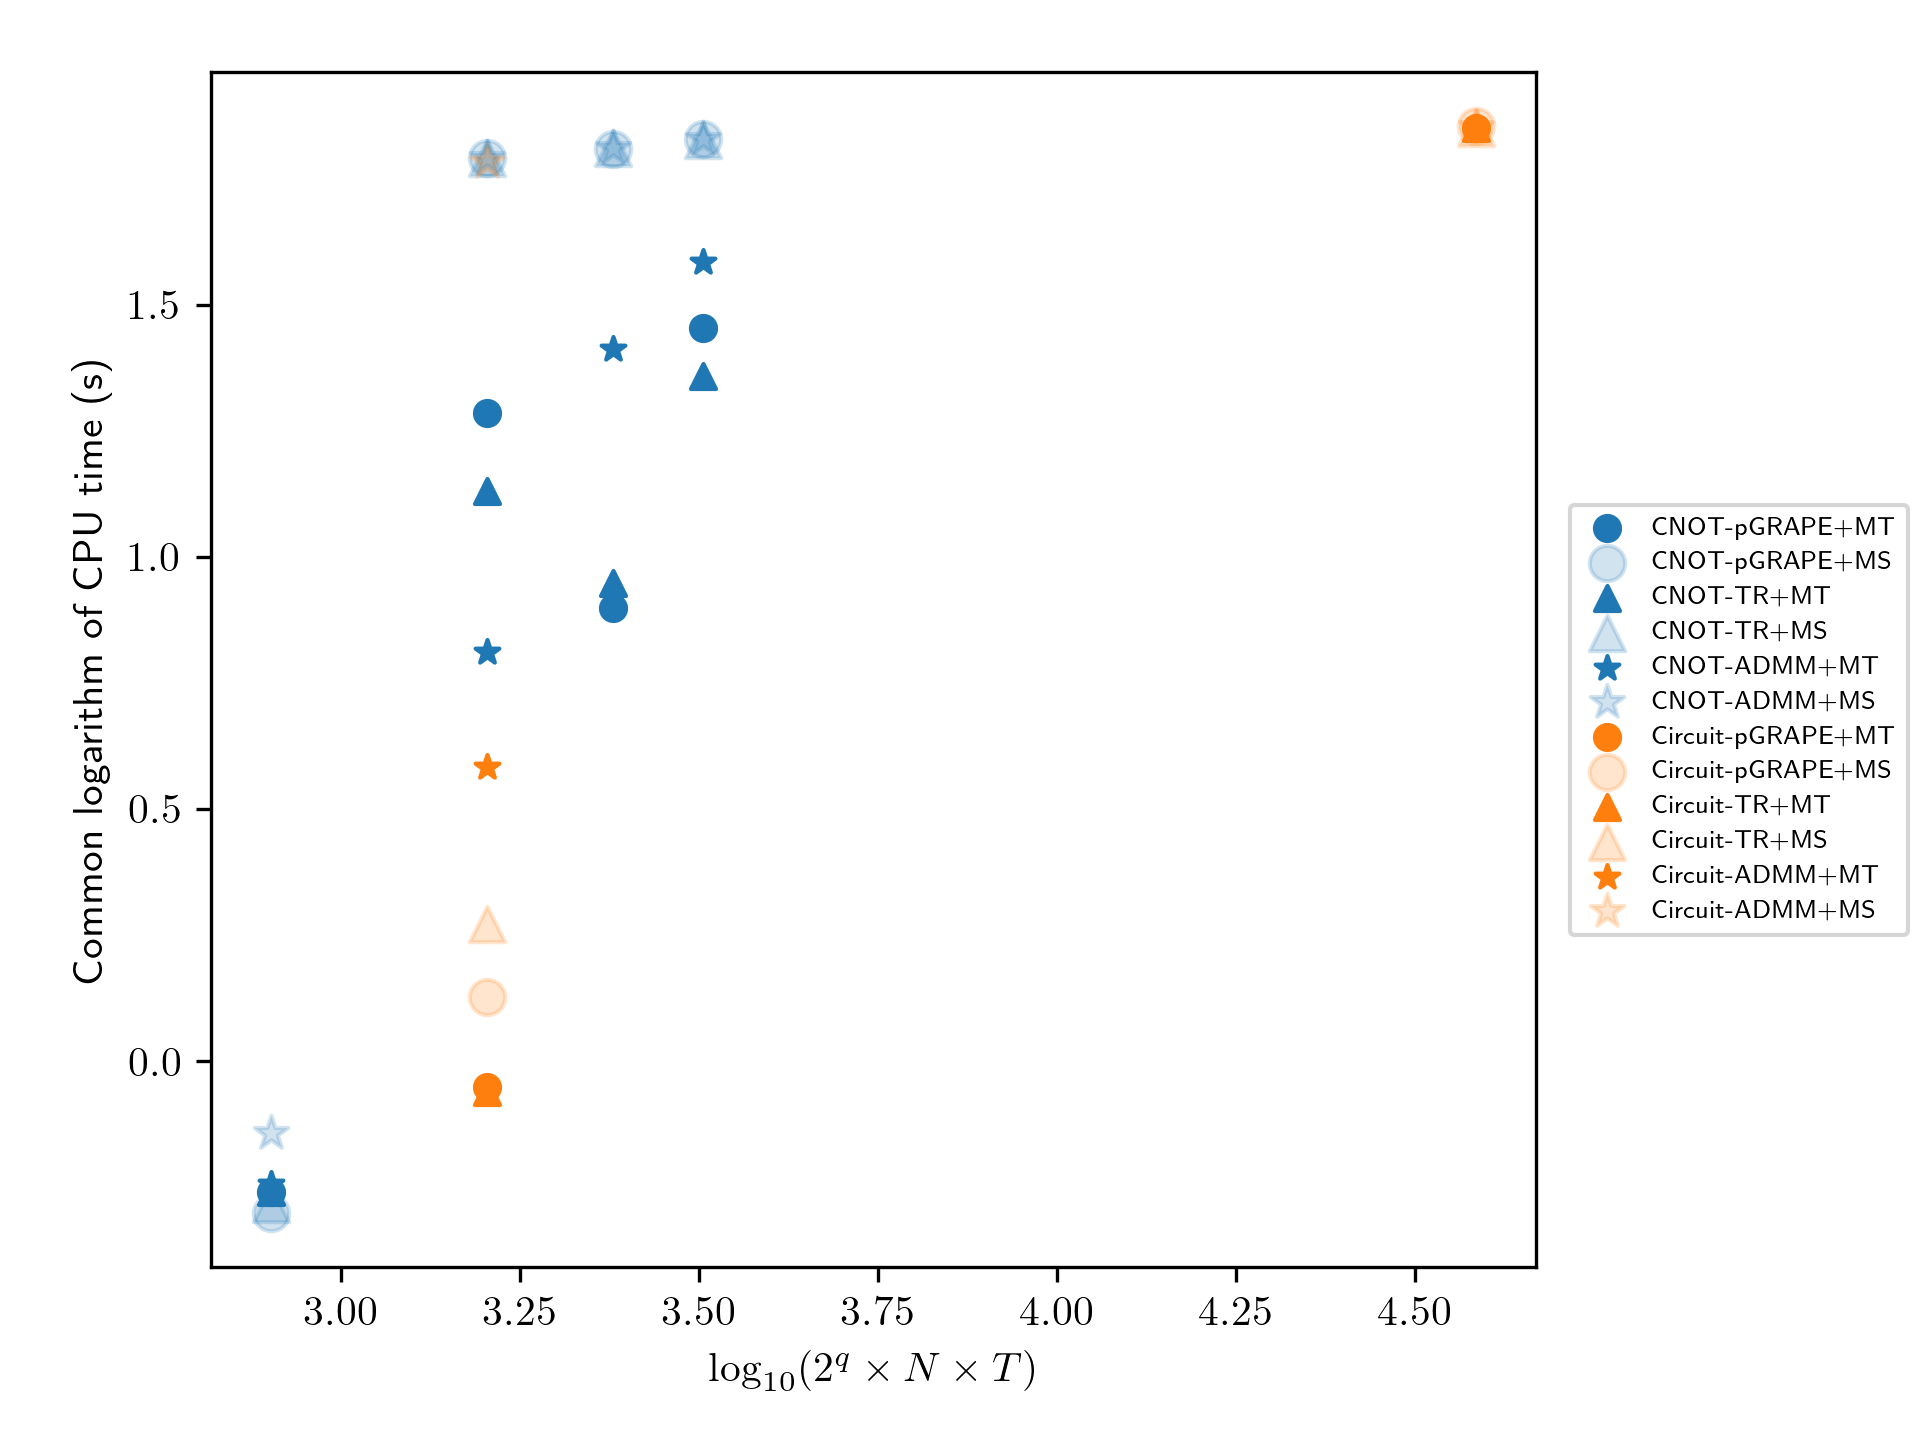 Common logarithm of CPU time (s)
1.5
1.0
0.5
0.0
3.00 3.25 3.50 3.75 4.00 4.25 4.50
log₁₀(2^q × N × T)
CNOT-pGRAPE+MT
CNOT-pGRAPE+MS
CNOT-TR+MT
CNOT-TR+MS
CNOT-ADMM+MT
CNOT-ADMM+MS
Circuit-pGRAPE+MT
Circuit-pGRAPE+MS
Circuit-TR+MT
Circuit-TR+MS
Circuit-ADMM+MT
Circuit-ADMM+MS